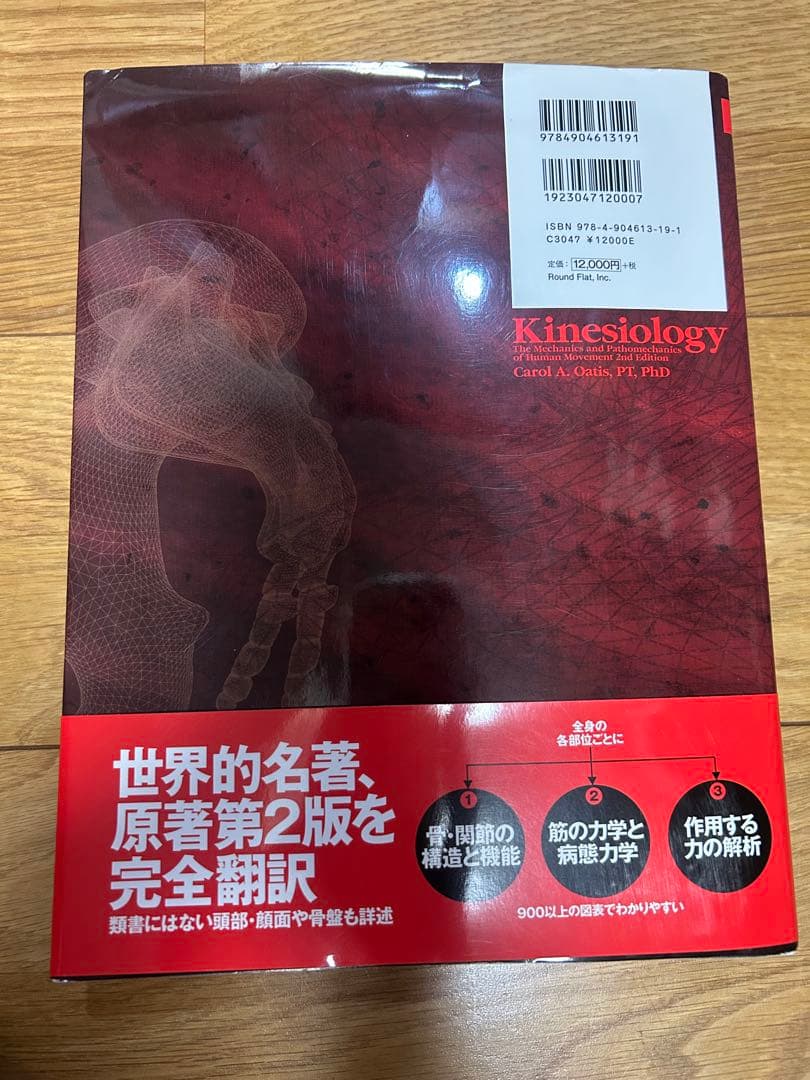 9784904613191
1923047120007
ISBN 978-4-904613-19-1
C3047 ¥12000E
定価：12,000円+税
Round Flat, Inc.
Kinesiology
The Mechanics and Pathomechanics
of Human Movement 2nd Edition
Carol A. Oatis, PT, PhD
世界的名著、
原著第2版を
完全翻訳
類書にはない頭部・顔面や骨盤も詳述
全身の
各部位ごとに
1
骨・関節の
構造と機能
2
筋の力学と
病態力学
3
作用する
力の解析
900以上の図表でわかりやすい